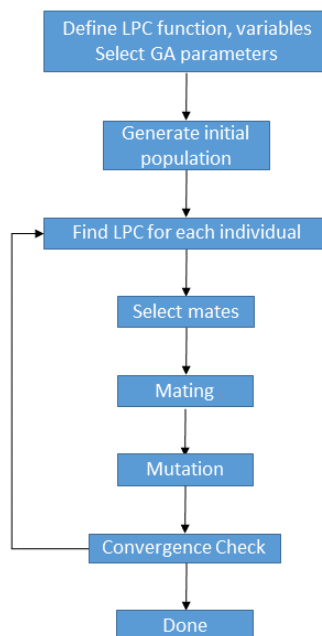 Define LPC function, variables
Select GA parameters
Generate initial
population
Find LPC for each individual
Select mates
Mating
Mutation
Convergence Check
Done